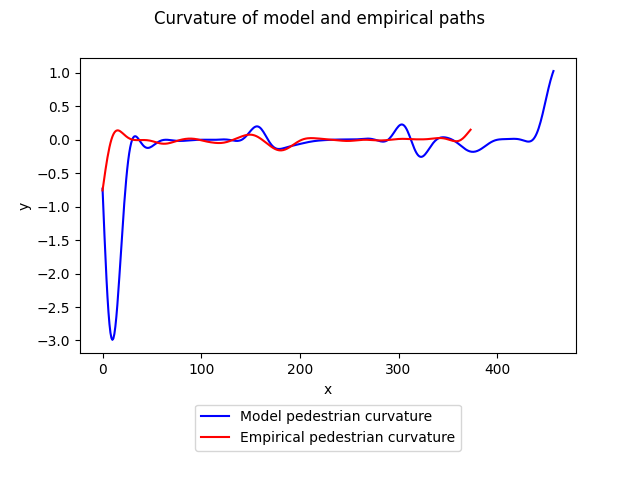 Curvature of model and empirical paths
1.0
0.5
0.0
−0.5
−1.0
−1.5
−2.0
−2.5
−3.0
y
0 100 200 300 400
x
Model pedestrian curvature
Empirical pedestrian curvature